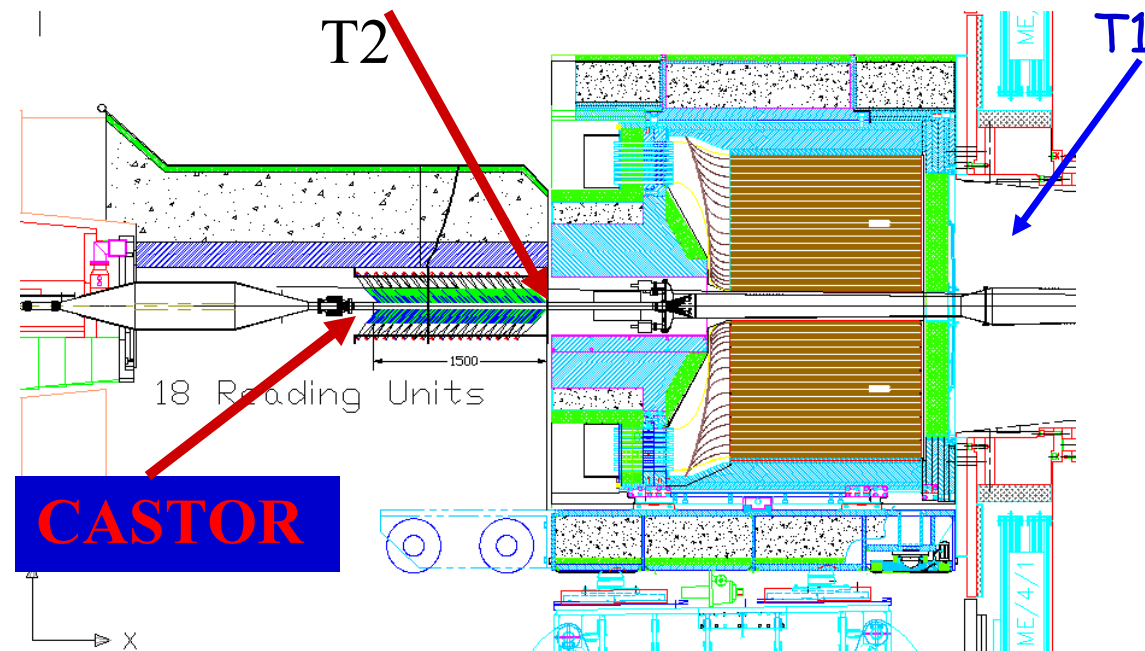 T2
T1
ME/
1500
18 Reading Units
CASTOR
ME/4/1
X